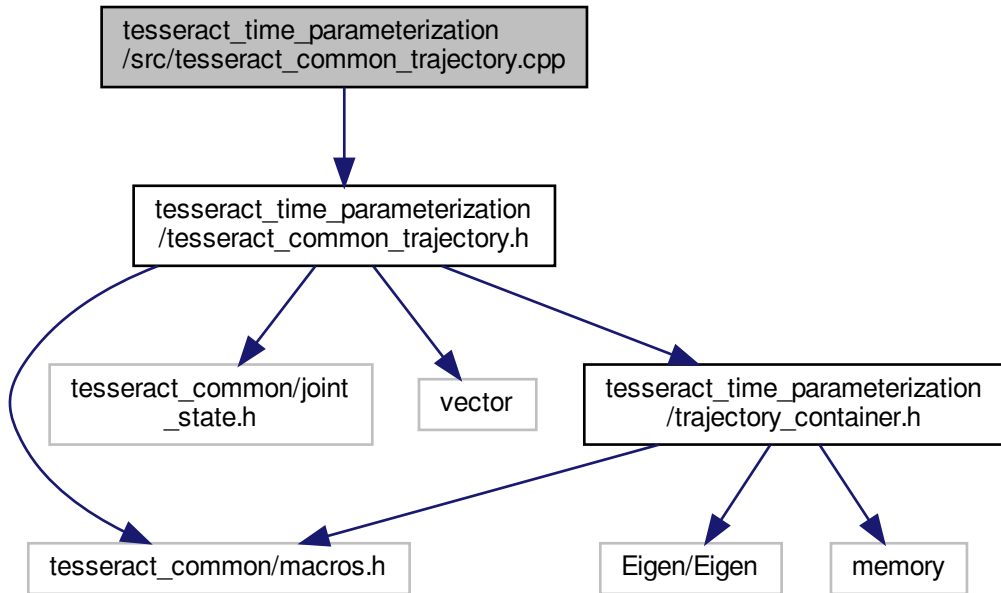 tesseract_time_parameterization
/src/tesseract_common_trajectory.cpp
tesseract_time_parameterization
/tesseract_common_trajectory.h
tesseract_common/joint
_state.h
vector
tesseract_time_parameterization
/trajectory_container.h
tesseract_common/macros.h
Eigen/Eigen
memory